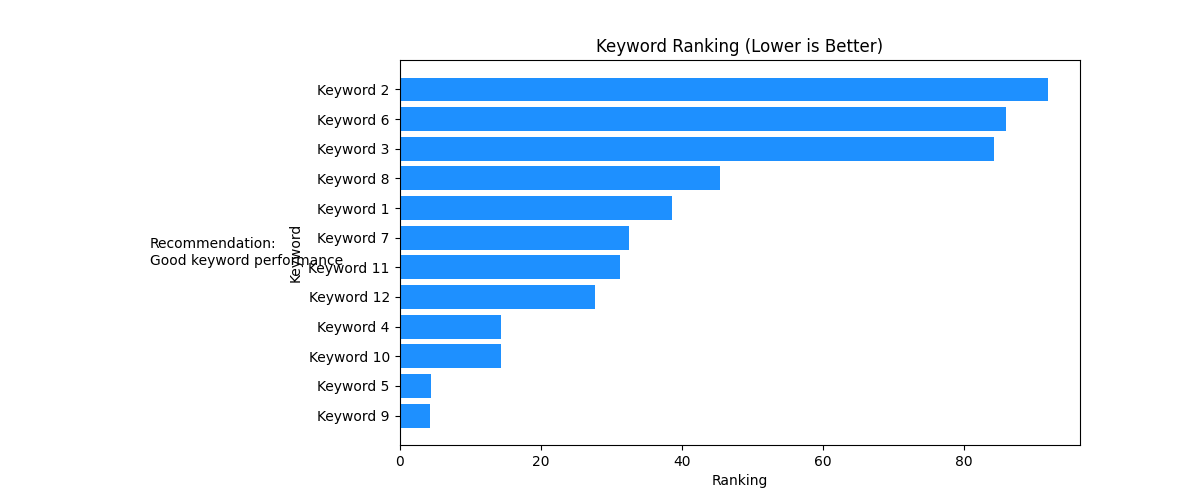 Keyword Ranking (Lower is Better)
Keyword 2
Keyword 6
Keyword 3
Keyword 8
Keyword 1
Keyword 7
Keyword 11
Keyword 12
Keyword 4
Keyword 10
Keyword 5
Keyword 9
Keyword
Recommendation:
Good keyword performance
0 20 40 60 80
Ranking